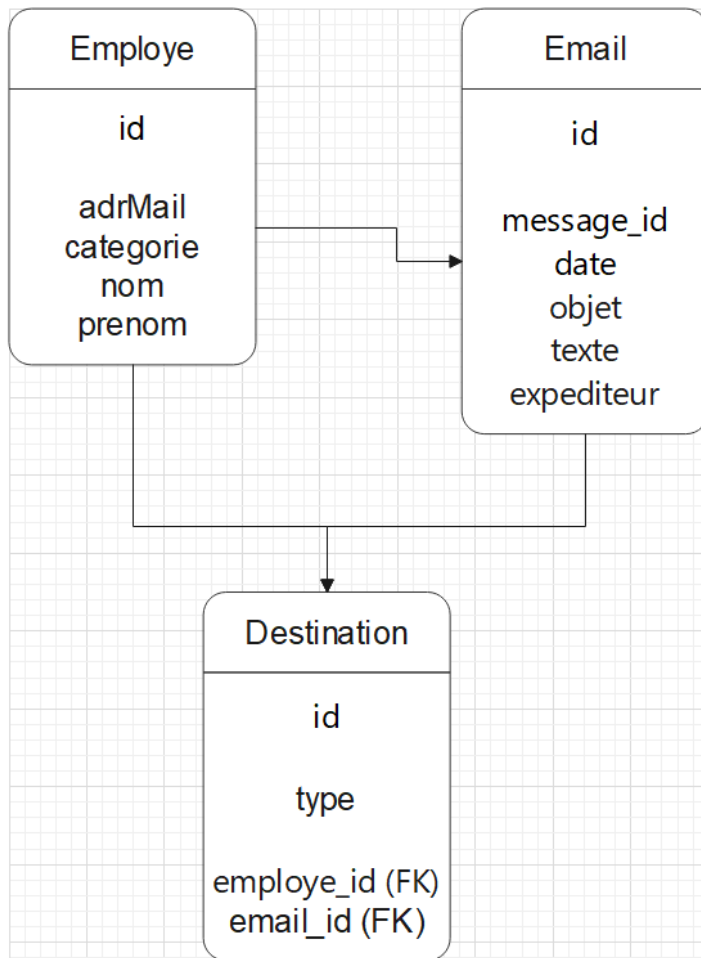 Employe
id
adrMail
categorie
nom
prenom
Email
id
message_id
date
objet
texte
expediteur
Destination
id
type
employe_id (FK)
email_id (FK)